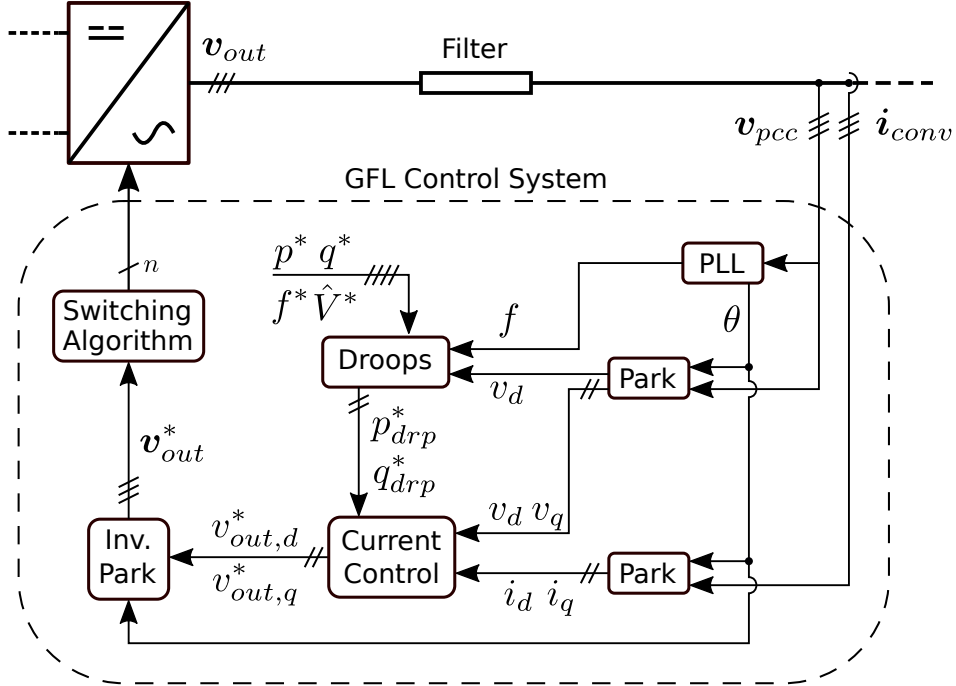 v_out
Filter
v_pcc
i_conv
GFL Control System
n
p* q*
f* V̂*
PLL
θ
Switching
Algorithm
f
Droops
v_d
Park
v*_out
p*_drp
q*_drp
v_d v_q
Inv.
Park
v*_out,d
v*_out,q
Current
Control
i_d i_q
Park